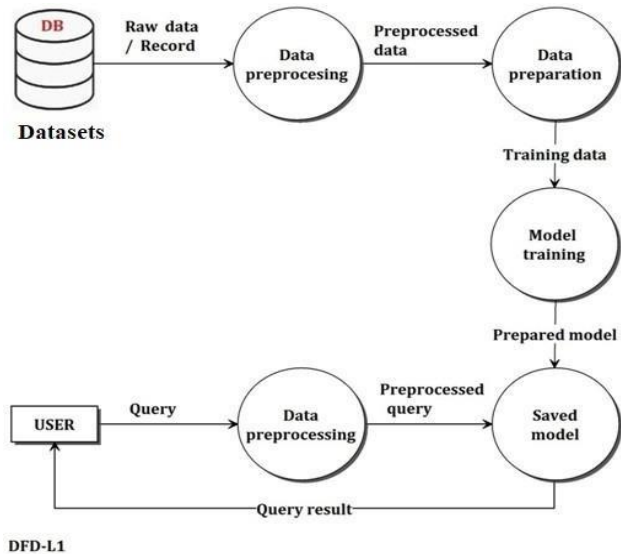 DB
Raw data
/ Record
Data
preprocesing
Preprocessed
data
Data
preparation
Datasets
Training data
Model
training
Prepared model
USER
Query
Data
preprocessing
Preprocessed
query
Saved
model
Query result
DFD-L1